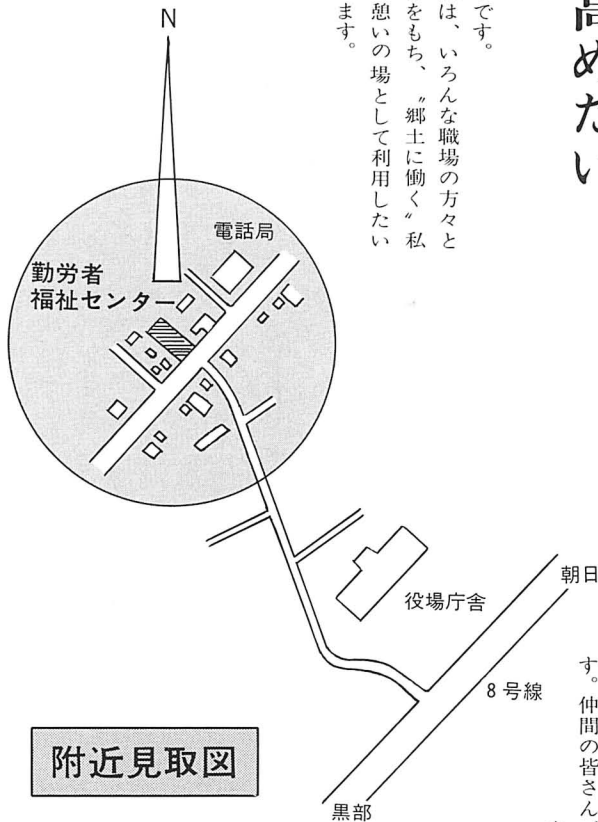 高めたい
です。
は、いろんな職場の方々と
をもち、〝郷土に働く〟私
憩いの場として利用したい
ます。
N
電話局
勤労者
福祉センター
役場庁舎
朝日
8号線
黒部
す。仲間の皆さん
附近見取図